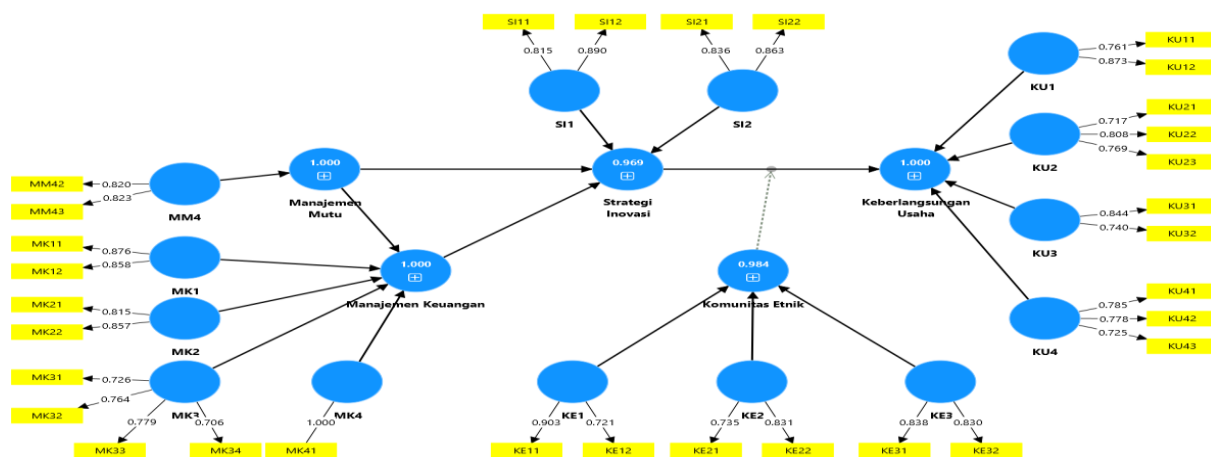 SI11
SI12
SI21
SI22
0.815
0.890
0.836
0.863
SI1
SI2
KU11
KU12
0.761
0.873
KU1
KU21
KU22
KU23
0.717
0.808
0.769
KU2
KU31
KU32
0.844
0.740
KU3
KU41
KU42
KU43
0.785
0.778
0.725
KU4
1.000
Manajemen
Mutu
0.969
Strategi
Inovasi
1.000
Keberlangsungan
Usaha
MM42
MM43
0.820
0.823
MM4
MK11
MK12
0.876
0.858
MK1
1.000
Manajemen Keuangan
0.984
Komunitas Etnik
MK21
MK22
0.815
0.857
MK2
MK31
MK32
0.726
0.764
MK3
0.779
0.706
MK33
MK34
MK4
1.000
MK41
KE1
0.903
0.721
KE11
KE12
KE2
0.735
0.831
KE21
KE22
KE3
0.838
0.830
KE31
KE32